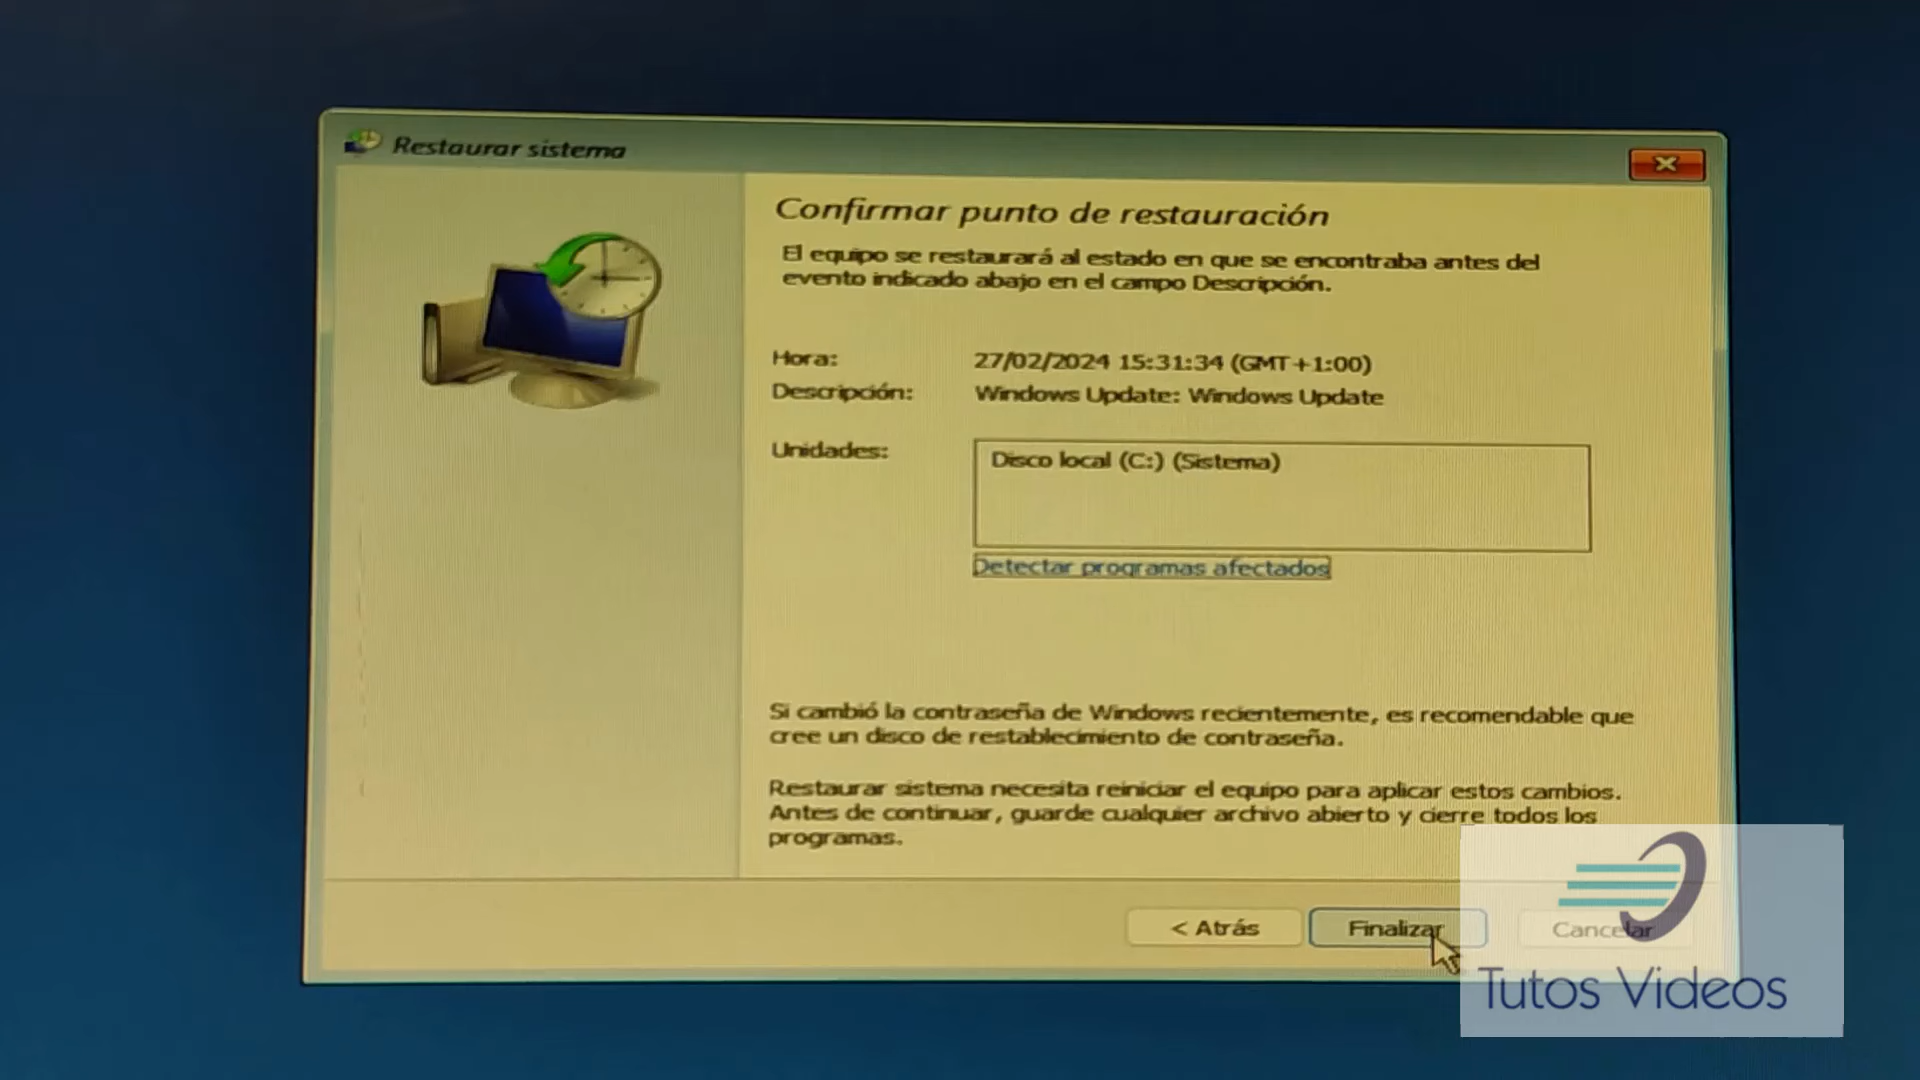 Restaurar sistema
Confirmar punto de restauración
El equipo se restaurará al estado en que se encontraba antes del
evento indicado abajo en el campo Descripción.
Hora: 27/02/2024 15:31:34 (GMT+1:00)
Descripción: Windows Update: Windows Update
Unidades: Disco local (C:) (Sistema)
Detectar programas afectados
Si cambió la contraseña de Windows recientemente, es recomendable que
cree un disco de restablecimiento de contraseña.
Restaurar sistema necesita reiniciar el equipo para aplicar estos cambios.
Antes de continuar, guarde cualquier archivo abierto y cierre todos los
programas.
< Atrás Finalizar Cancelar
Tutos Videos